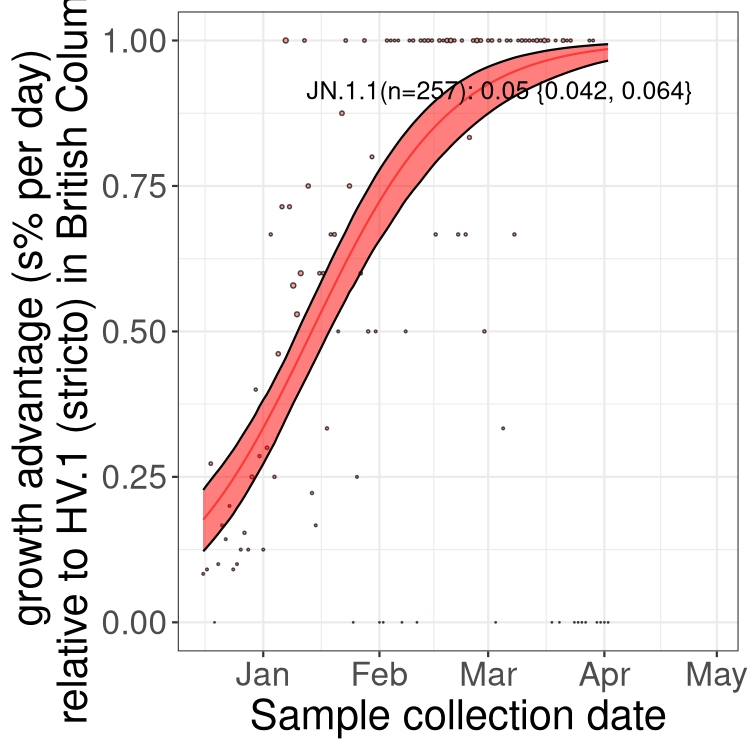 growth advantage (s% per day)
relative to HV.1 (stricto) in British Colum
1.00
0.75
0.50
0.25
0.00
JN.1.1(n=257): 0.05 {0.042, 0.064}
Jan Feb Mar Apr May
Sample collection date